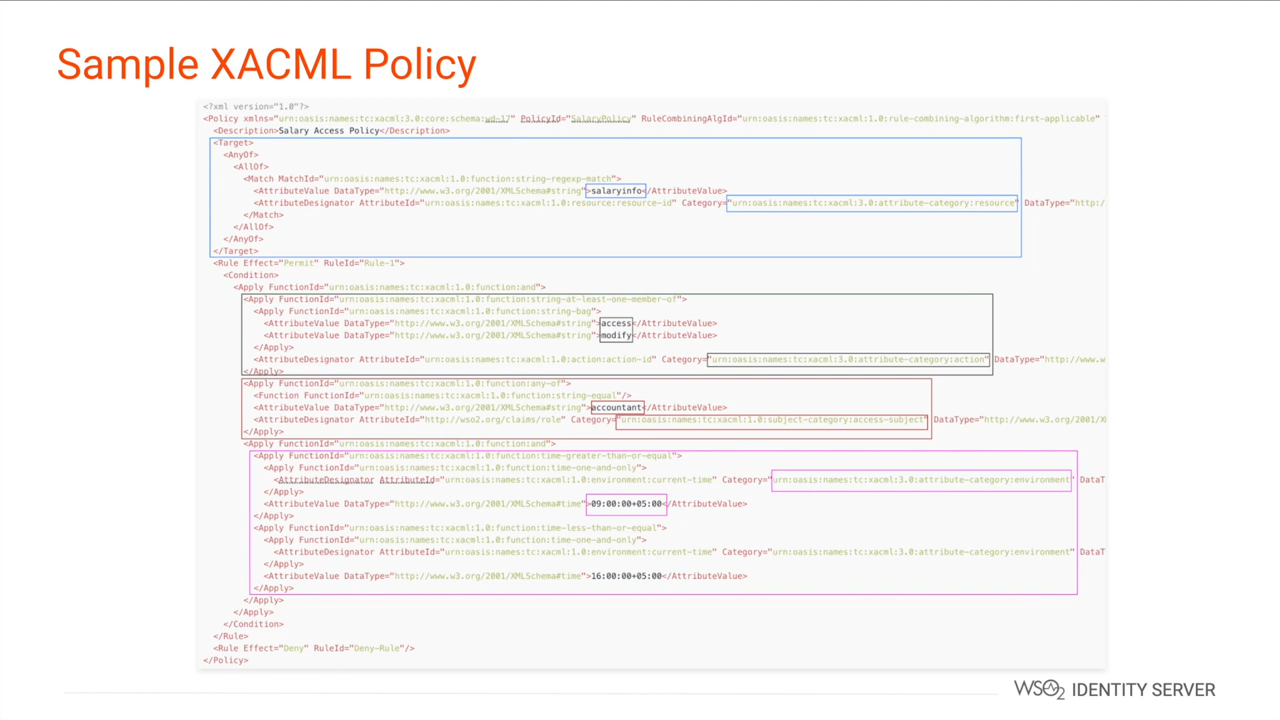 Sample XACML Policy
<?xml version="1.0"?>
<Policy xmlns="urn:oasis:names:tc:xacml:3.0:core:schema:wd-17" PolicyId="SalaryPolicy" RuleCombiningAlgId="urn:oasis:names:tc:xacml:1.0:rule-combining-algorithm:first-applicable"
<Description>Salary Access Policy</Description>
<Target>
<AnyOf>
<AllOf>
<Match MatchId="urn:oasis:names:tc:xacml:1.0:function:string-regexp-match">
<AttributeValue DataType="http://www.w3.org/2001/XMLSchema#string">salaryinfo</AttributeValue>
<AttributeDesignator AttributeId="urn:oasis:names:tc:xacml:1.0:resource:resource-id" Category="urn:oasis:names:tc:xacml:3.0:attribute-category:resource" DataType="http:/
</Match>
</AllOf>
</AnyOf>
</Target>
<Rule Effect="Permit" RuleId="Rule-1">
<Condition>
<Apply FunctionId="urn:oasis:names:tc:xacml:1.0:function:and">
<Apply FunctionId="urn:oasis:names:tc:xacml:1.0:function:string-at-least-one-member-of">
<Apply FunctionId="urn:oasis:names:tc:xacml:1.0:function:string-bag">
<AttributeValue DataType="http://www.w3.org/2001/XMLSchema#string">access</AttributeValue>
<AttributeValue DataType="http://www.w3.org/2001/XMLSchema#string">modify</AttributeValue>
</Apply>
<AttributeDesignator AttributeId="urn:oasis:names:tc:xacml:1.0:action:action-id" Category="urn:oasis:names:tc:xacml:3.0:attribute-category:action" DataType="http://www.w
</Apply>
<Apply FunctionId="urn:oasis:names:tc:xacml:1.0:function:any-of">
<Function FunctionId="urn:oasis:names:tc:xacml:1.0:function:string-equal"/>
<AttributeValue DataType="http://www.w3.org/2001/XMLSchema#string">accountant</AttributeValue>
<AttributeDesignator AttributeId="http://wso2.org/claims/role" Category="urn:oasis:names:tc:xacml:1.0:subject-category:access-subject" DataType="http://www.w3.org/2001/X
</Apply>
<Apply FunctionId="urn:oasis:names:tc:xacml:1.0:function:and">
<Apply FunctionId="urn:oasis:names:tc:xacml:1.0:function:time-greater-than-or-equal">
<Apply FunctionId="urn:oasis:names:tc:xacml:1.0:function:time-one-and-only">
<AttributeDesignator AttributeId="urn:oasis:names:tc:xacml:1.0:environment:current-time" Category="urn:oasis:names:tc:xacml:3.0:attribute-category:environment" DataT
</Apply>
<AttributeValue DataType="http://www.w3.org/2001/XMLSchema#time">09:00:00+05:00</AttributeValue>
</Apply>
<Apply FunctionId="urn:oasis:names:tc:xacml:1.0:function:time-less-than-or-equal">
<Apply FunctionId="urn:oasis:names:tc:xacml:1.0:function:time-one-and-only">
<AttributeDesignator AttributeId="urn:oasis:names:tc:xacml:1.0:environment:current-time" Category="urn:oasis:names:tc:xacml:3.0:attribute-category:environment" DataT
</Apply>
<AttributeValue DataType="http://www.w3.org/2001/XMLSchema#time">16:00:00+05:00</AttributeValue>
</Apply>
</Apply>
</Apply>
</Condition>
</Rule>
<Rule Effect="Deny" RuleId="Deny-Rule"/>
</Policy>
WSO2 IDENTITY SERVER